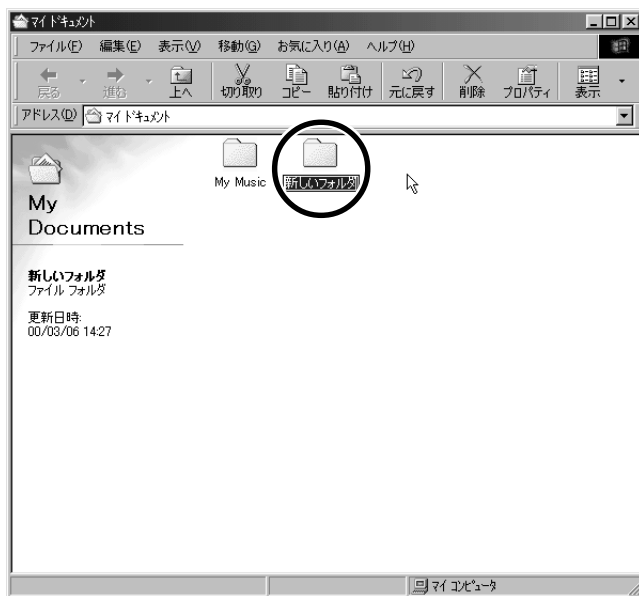 マイ ドキュメント
ファイル(F) 編集(E) 表示(V) 移動(G) お気に入り(A) ヘルプ(H)
戻る 進む 上へ 切り取り コピー 貼り付け 元に戻す 削除 プロパティ 表示
アドレス(D) マイ ドキュメント
My Music 新しいフォルダ
My
Documents
新しいフォルダ
ファイル フォルダ
更新日時:
00/03/06 14:27
マイ コンピュータ